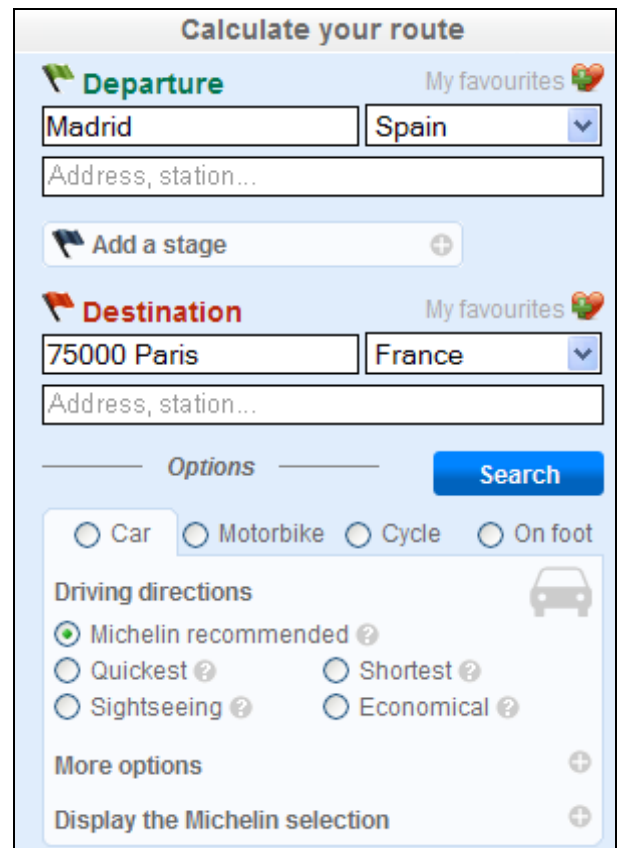 Calculate your route
Departure My favourites
Madrid Spain
Address, station...
Add a stage
Destination My favourites
75000 Paris France
Address, station...
Options Search
Car Motorbike Cycle On foot
Driving directions
Michelin recommended ?
Quickest ? Shortest ?
Sightseeing ? Economical ?
More options
Display the Michelin selection